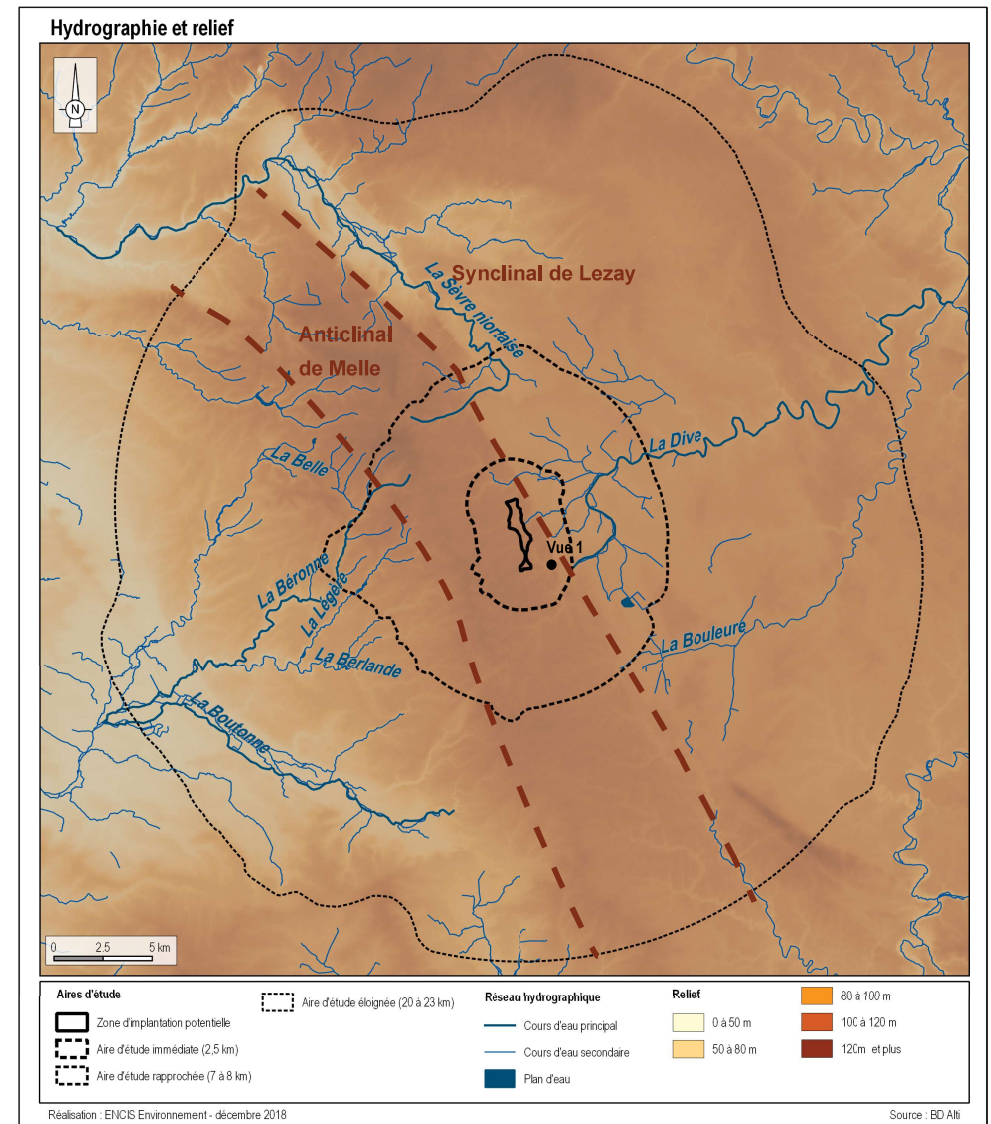 Hydrographie et relief
N
Synclinal de Lezay
La Sèvre niortaise
Anticlinal
de Melle
La Dive
La Belle
Vue 1
La Béronne
La Légère
La Bouleure
La Berlande
La Boutonne
0 2.5 5 km
Aires d'étude
Zone d'implantation potentielle
Aire d'étude immédiate (2,5 km)
Aire d'étude rapprochée (7 à 8 km)
Aire d'étude éloignée (20 à 23 km)
Réseau hydrographique
Cours d'eau principal
Cours d'eau secondaire
Plan d'eau
Relief
0 à 50 m
50 à 80 m
80 à 100 m
100 à 120 m
120m et plus
Réalisation : ENCIS Environnement - décembre 2018
Source : BD Alti